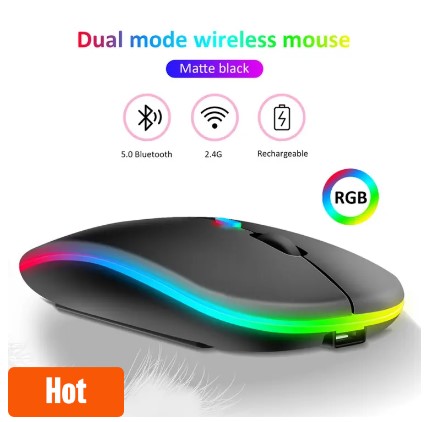 Dual mode wireless mouse
Matte black
5.0 Bluetooth
2.4G
Rechargeable
RGB
Hot